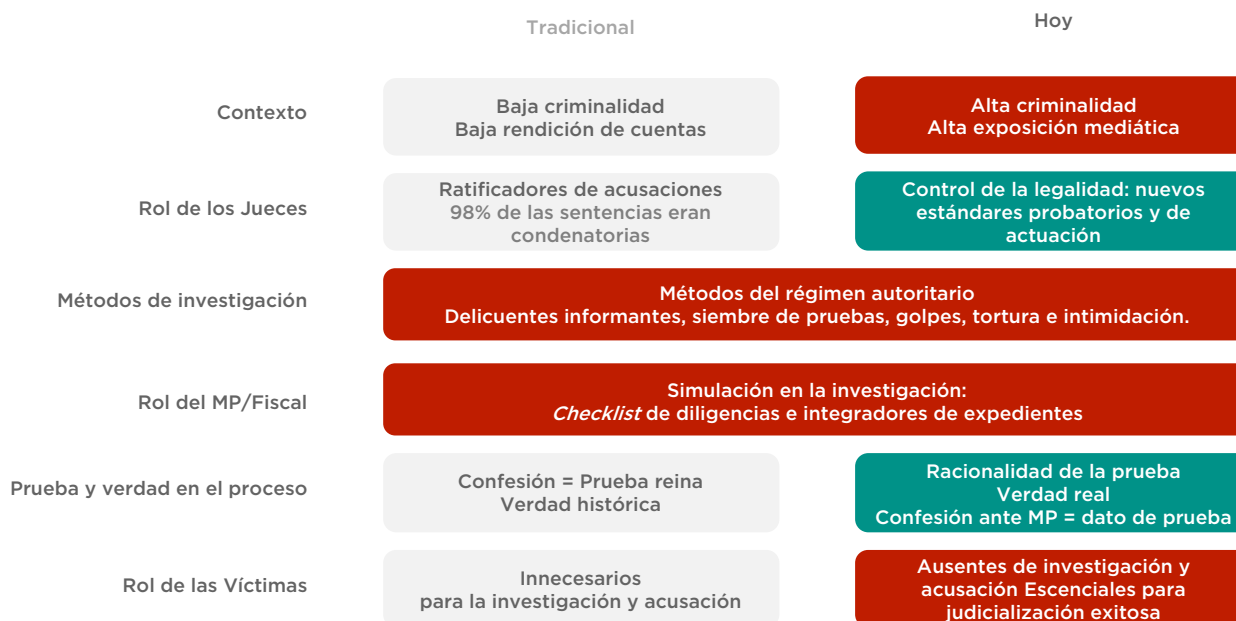 Tradicional
Hoy
Contexto
Baja criminalidad
Baja rendición de cuentas
Alta criminalidad
Alta exposición mediática
Rol de los Jueces
Ratificadores de acusaciones
98% de las sentencias eran
condenatorias
Control de la legalidad: nuevos
estándares probatorios y de
actuación
Métodos de investigación
Métodos del régimen autoritario
Delicuentes informantes, siembre de pruebas, golpes, tortura e intimidación.
Rol del MP/Fiscal
Simulación en la investigación:
Checklist de diligencias e integradores de expedientes
Prueba y verdad en el proceso
Confesión = Prueba reina
Verdad histórica
Racionalidad de la prueba
Verdad real
Confesión ante MP = dato de prueba
Rol de las Víctimas
Innecesarios
para la investigación y acusación
Ausentes de investigación y
acusación Escenciales para
judicialización exitosa